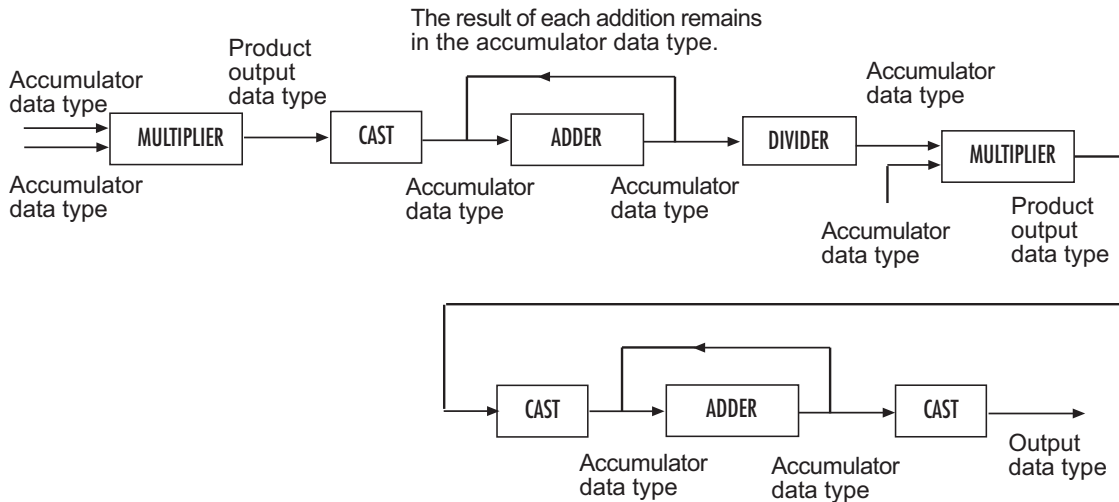 The result of each addition remains
in the accumulator data type.
Accumulator
data type
Product
output
data type
Accumulator
data type
MULTIPLIER
CAST
ADDER
DIVIDER
MULTIPLIER
Accumulator
data type
Accumulator
data type
Accumulator
data type
Accumulator
data type
Product
output
data type
CAST
ADDER
CAST
Accumulator
data type
Accumulator
data type
Output
data type